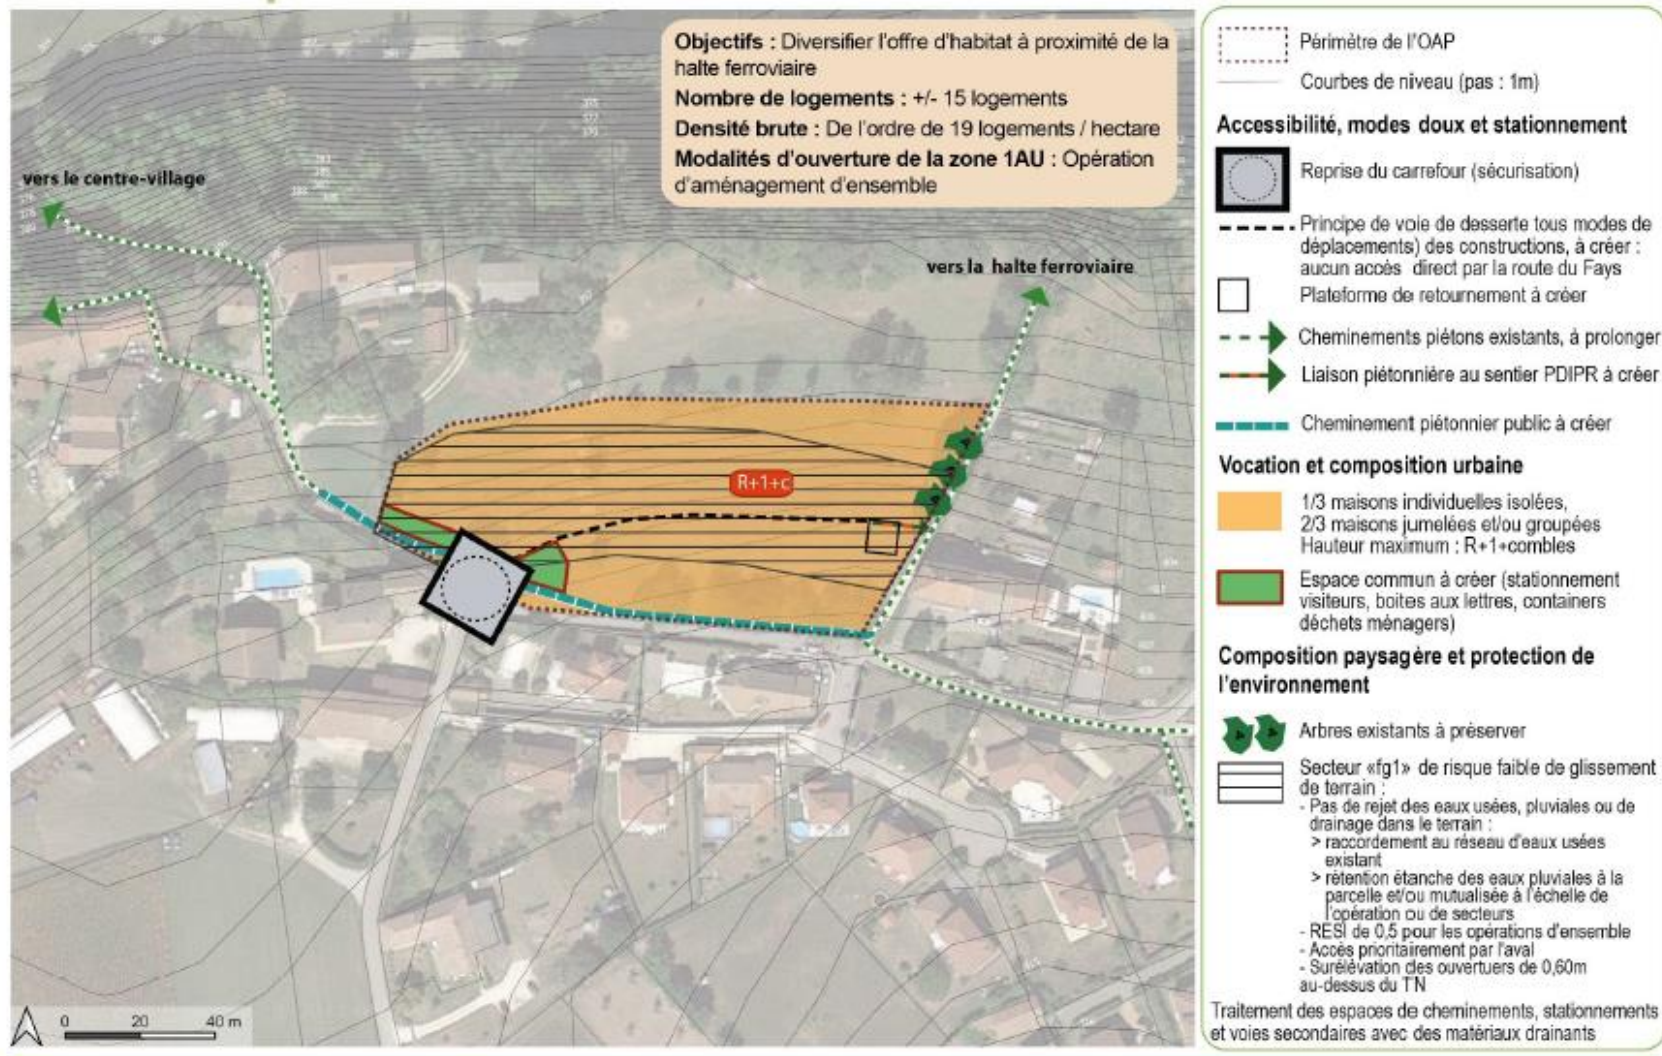 Objectifs : Diversifier l'offre d'habitat à proximité de la
halte ferroviaire
Nombre de logements : +/- 15 logements
Densité brute : De l'ordre de 19 logements / hectare
Modalités d'ouverture de la zone 1AU : Opération
d'aménagement d'ensemble
vers le centre-village
vers la halte ferroviaire
R+1+c
0 20 40 m
Périmètre de l'OAP
Courbes de niveau (pas : 1m)
Accessibilité, modes doux et stationnement
Reprise du carrefour (sécurisation)
Principe de voie de desserte tous modes de
déplacements) des constructions, à créer :
aucun accès direct par la route du Fays
Plateforme de retournement à créer
Cheminements piétons existants, à prolonger
Liaison piétonnière au sentier PDIPR à créer
Cheminement piétonnier public à créer
Vocation et composition urbaine
1/3 maisons individuelles isolées,
2/3 maisons jumelées et/ou groupées
Hauteur maximum : R+1+combles
Espace commun à créer (stationnement
visiteurs, boites aux lettres, containers
déchets ménagers)
Composition paysagère et protection de
l'environnement
Arbres existants à préserver
Secteur «fg1» de risque faible de glissement
de terrain :
- Pas de rejet des eaux usées, pluviales ou de
drainage dans le terrain :
> raccordement au réseau d'eaux usées
existant
> rétention étanche des eaux pluviales à la
parcelle et/ou mutualisée à l'échelle de
l'opération ou de secteurs
- RESI de 0,5 pour les opérations d'ensemble
- Accès prioritairement par l'aval
- Surélévation des ouvertuers de 0,60m
au-dessus du TN
Traitement des espaces de cheminements, stationnements
et voies secondaires avec des matériaux drainants